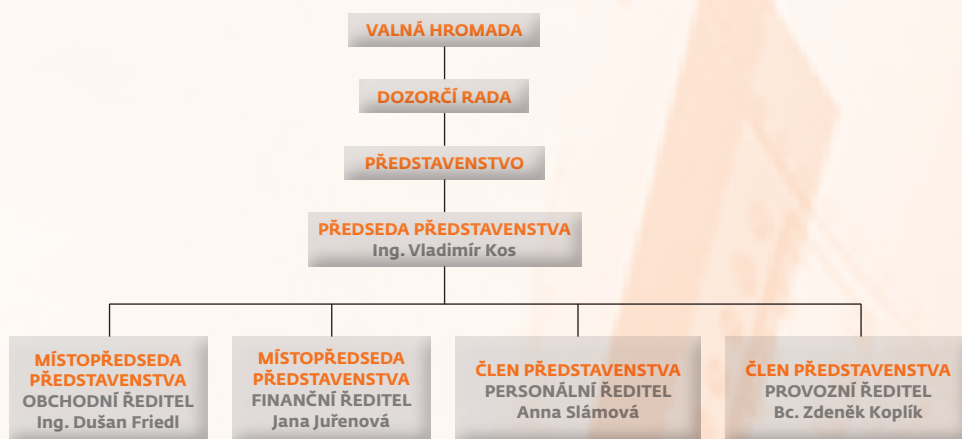 VALNÁ HROMADA
DOZORČÍ RADA
PŘEDSTAVENSTVO
PŘEDSEDA PŘEDSTAVENSTVA
Ing. Vladimír Kos
MÍSTOPŘEDSEDA
PŘEDSTAVENSTVA
OBCHODNÍ ŘEDITEL
Ing. Dušan Friedl
MÍSTOPŘEDSEDA
PŘEDSTAVENSTVA
FINANČNÍ ŘEDITEL
Jana Juřenová
ČLEN PŘEDSTAVENSTVA
PERSONÁLNÍ ŘEDITEL
Anna Slámová
ČLEN PŘEDSTAVENSTVA
PROVOZNÍ ŘEDITEL
Bc. Zdeněk Koplík